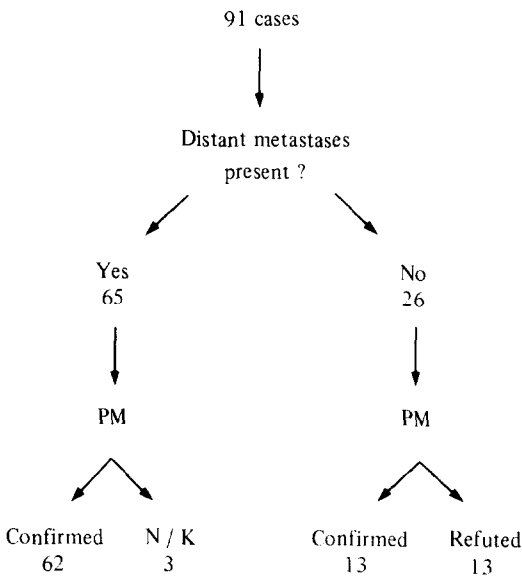 91 cases
Distant metastases
present ?
Yes
65
No
26
PM
PM
Confirmed
62
N / K
3
Confirmed
13
Refuted
13